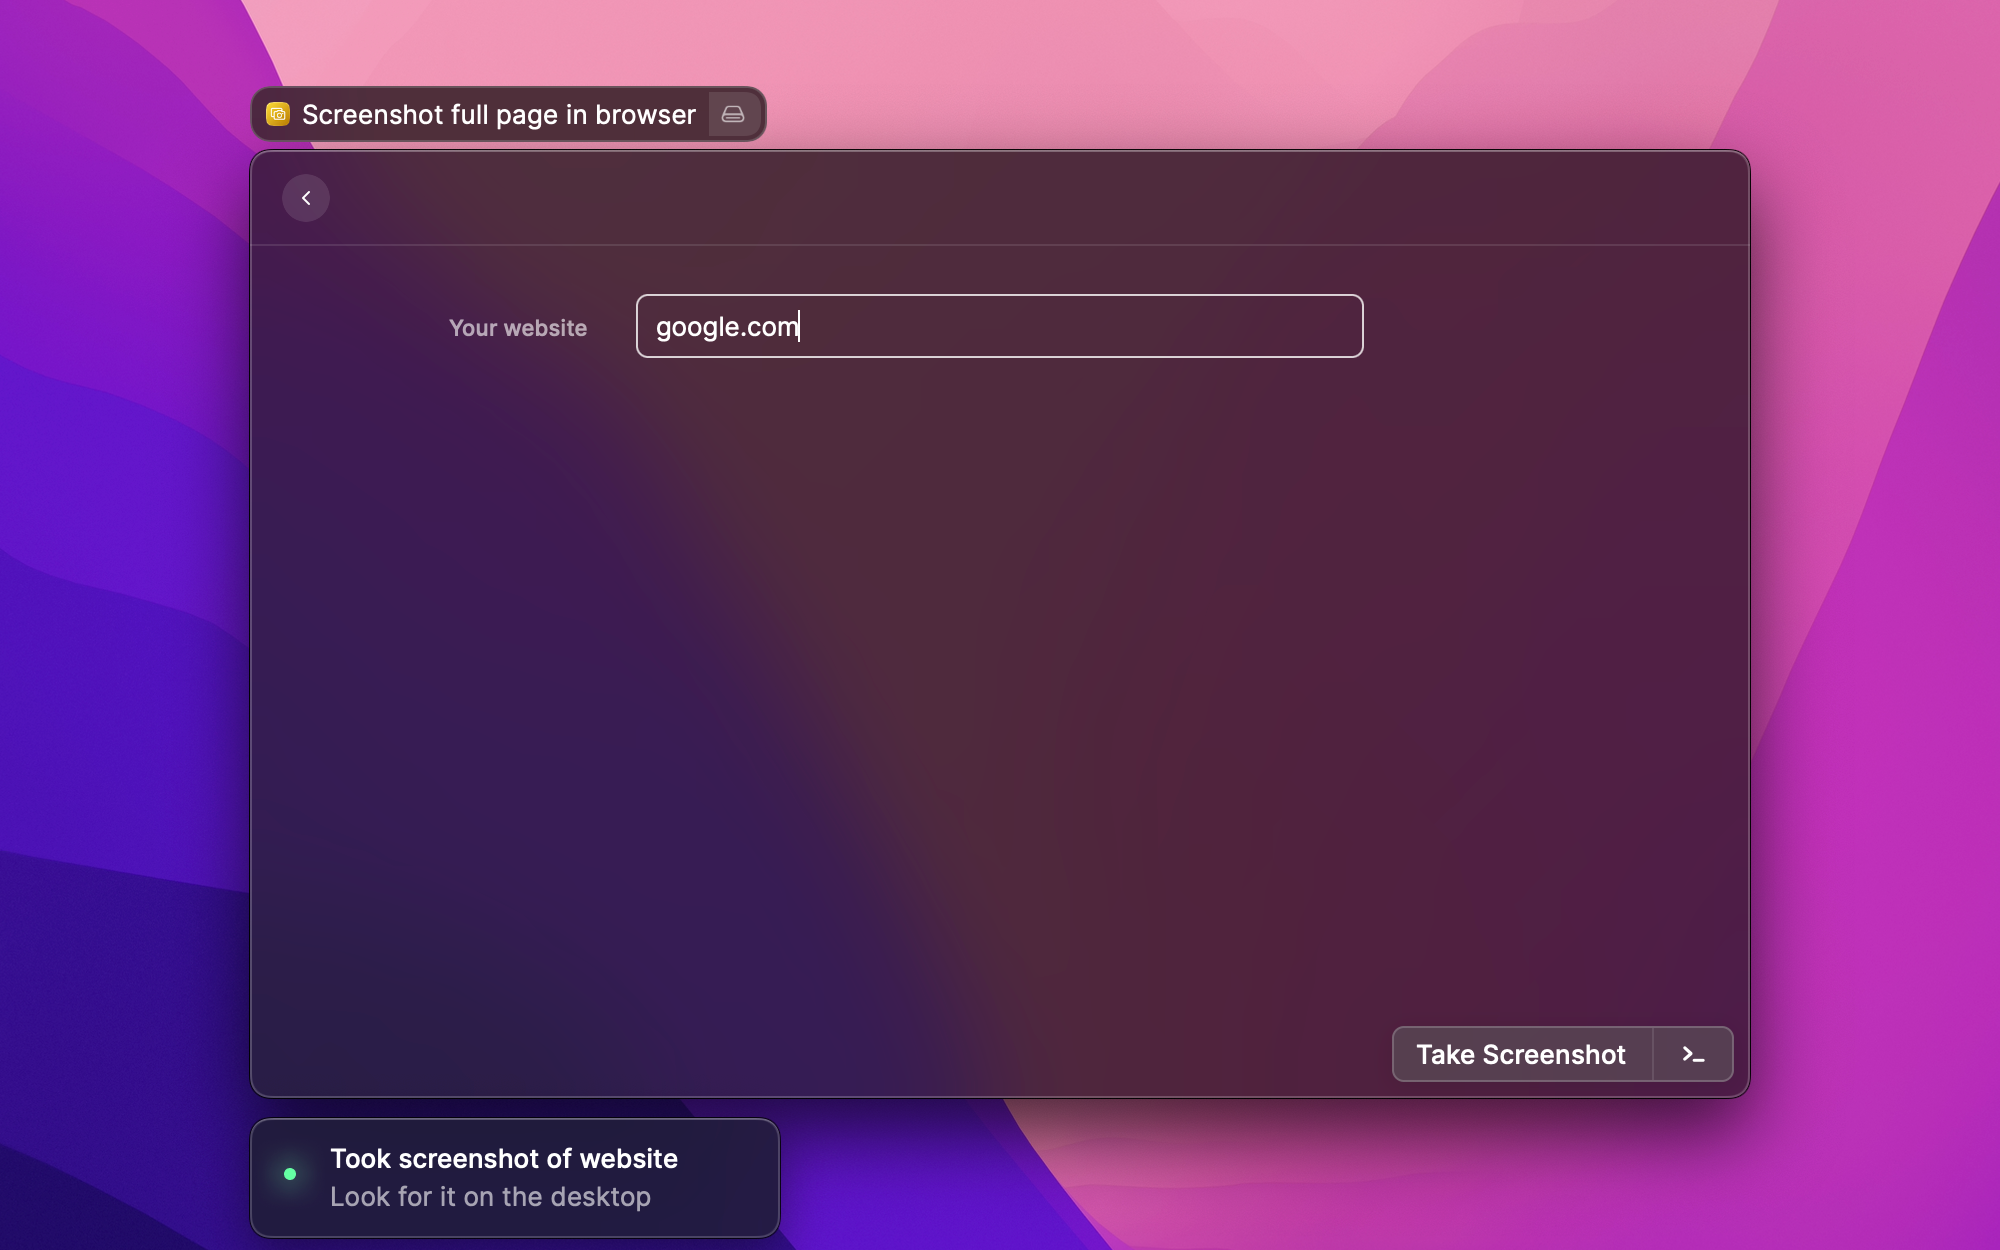 Screenshot full page in browser
Your website
google.com
Take Screenshot
Took screenshot of website
Look for it on the desktop